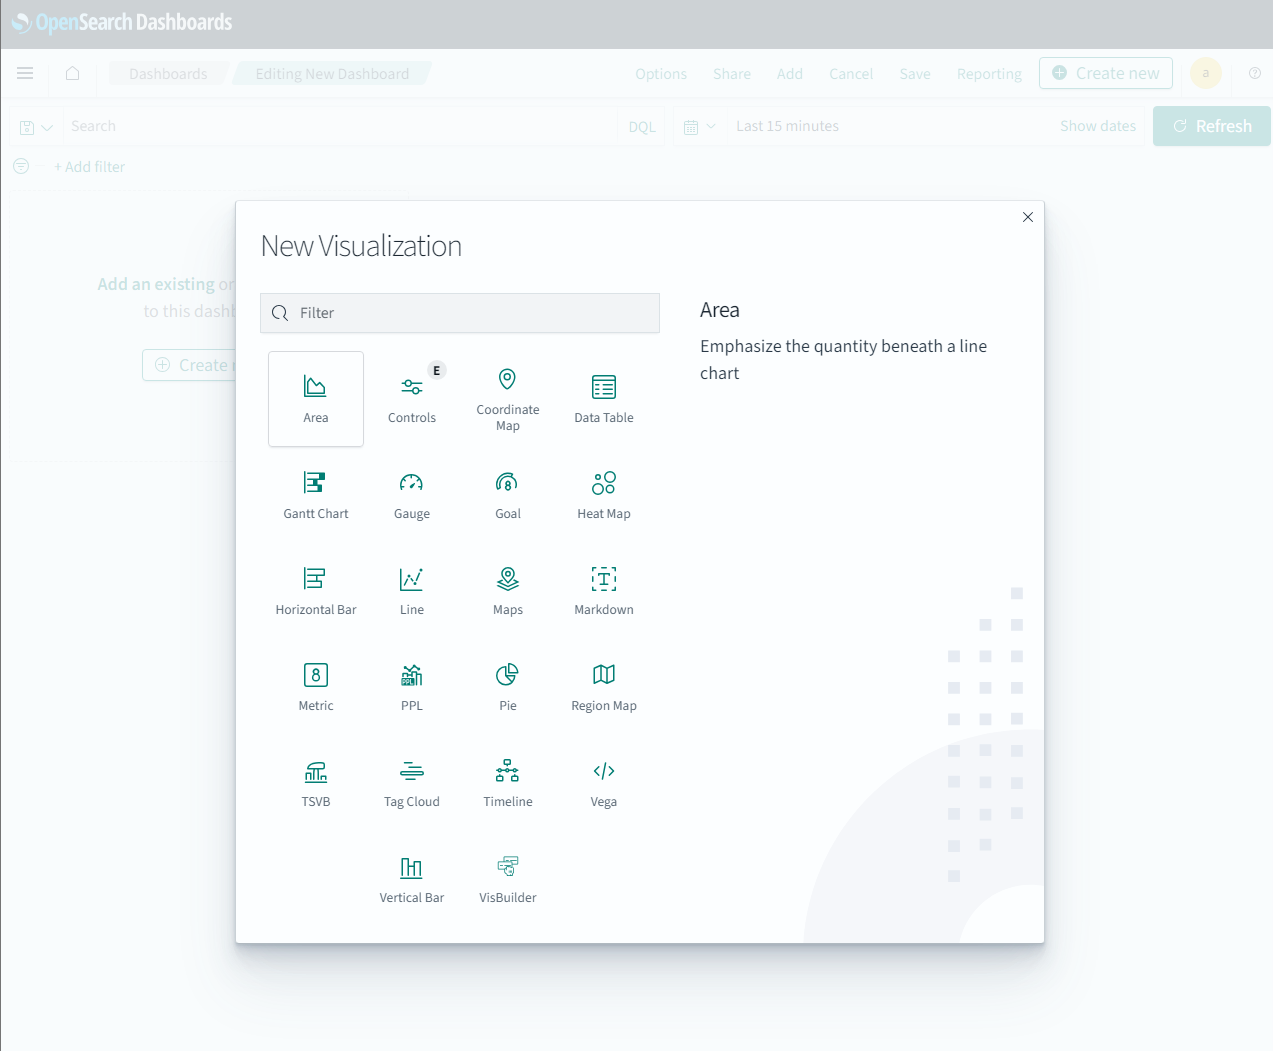 OpenSearch Dashboards
Dashboards
Editing New Dashboard
Options
Share
Add
Cancel
Save
Reporting
Create new
a
Search
DQL
Last 15 minutes
Show dates
Refresh
+ Add filter
Add an existing or
to this dashb
Create
New Visualization
Filter
Area
Emphasize the quantity beneath a line
chart
Area
E
Controls
Coordinate
Map
Data Table
Gantt Chart
Gauge
8
Goal
Heat Map
Horizontal Bar
Line
Maps
T
Markdown
8
Metric
PPL
PPL
Pie
Region Map
TSVB
Tag Cloud
Timeline
Vega
Vertical Bar
VisBuilder